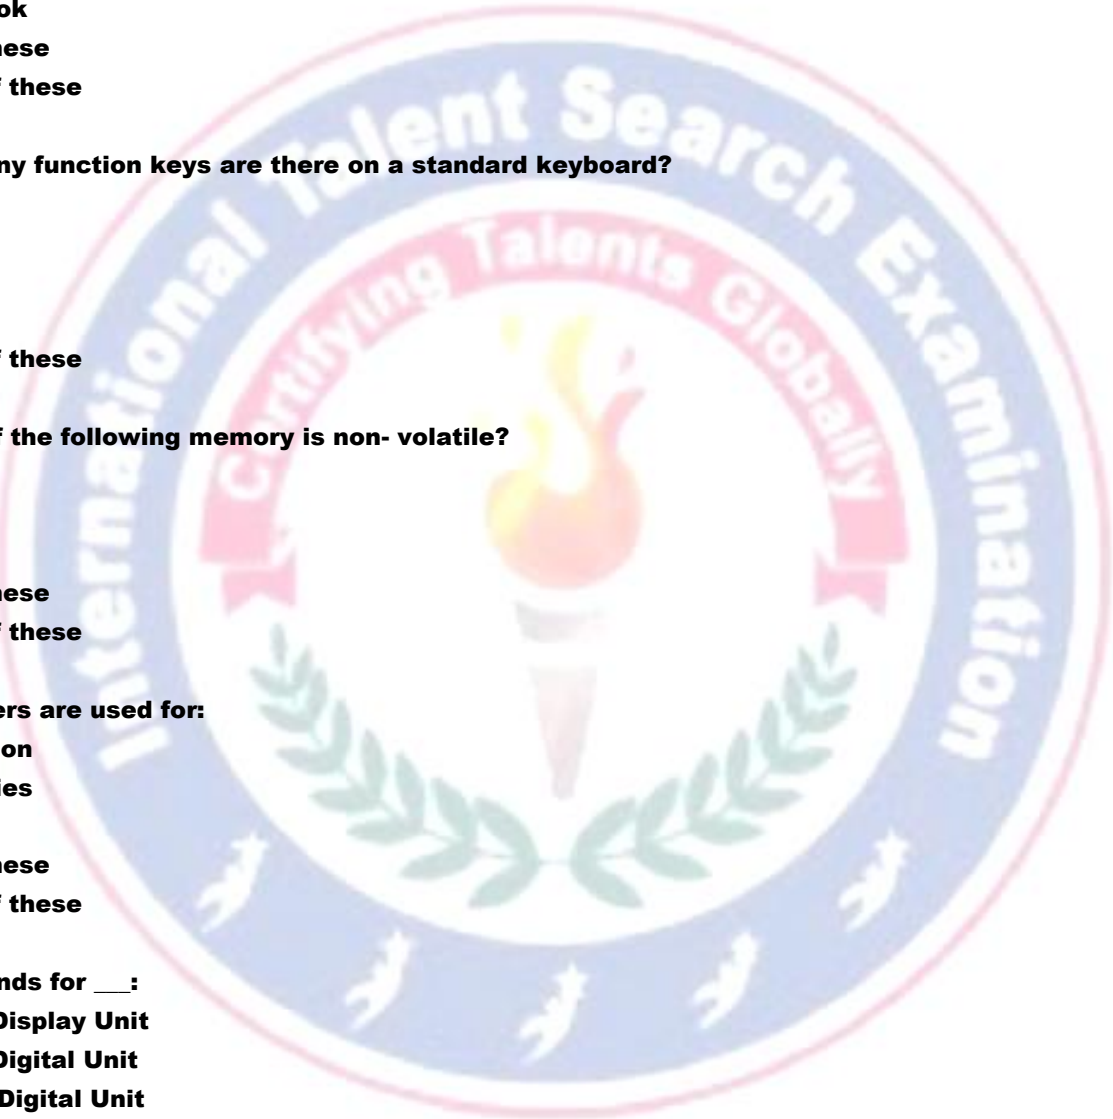 ok
hese
f these
ny function keys are there on a standard keyboard?
f these
f the following memory is non- volatile?
hese
f these
ers are used for:
on
ies
hese
f these
nds for ___:
Display Unit
Digital Unit
Digital Unit
International Talent Search Examination
Certifying Talents Globally